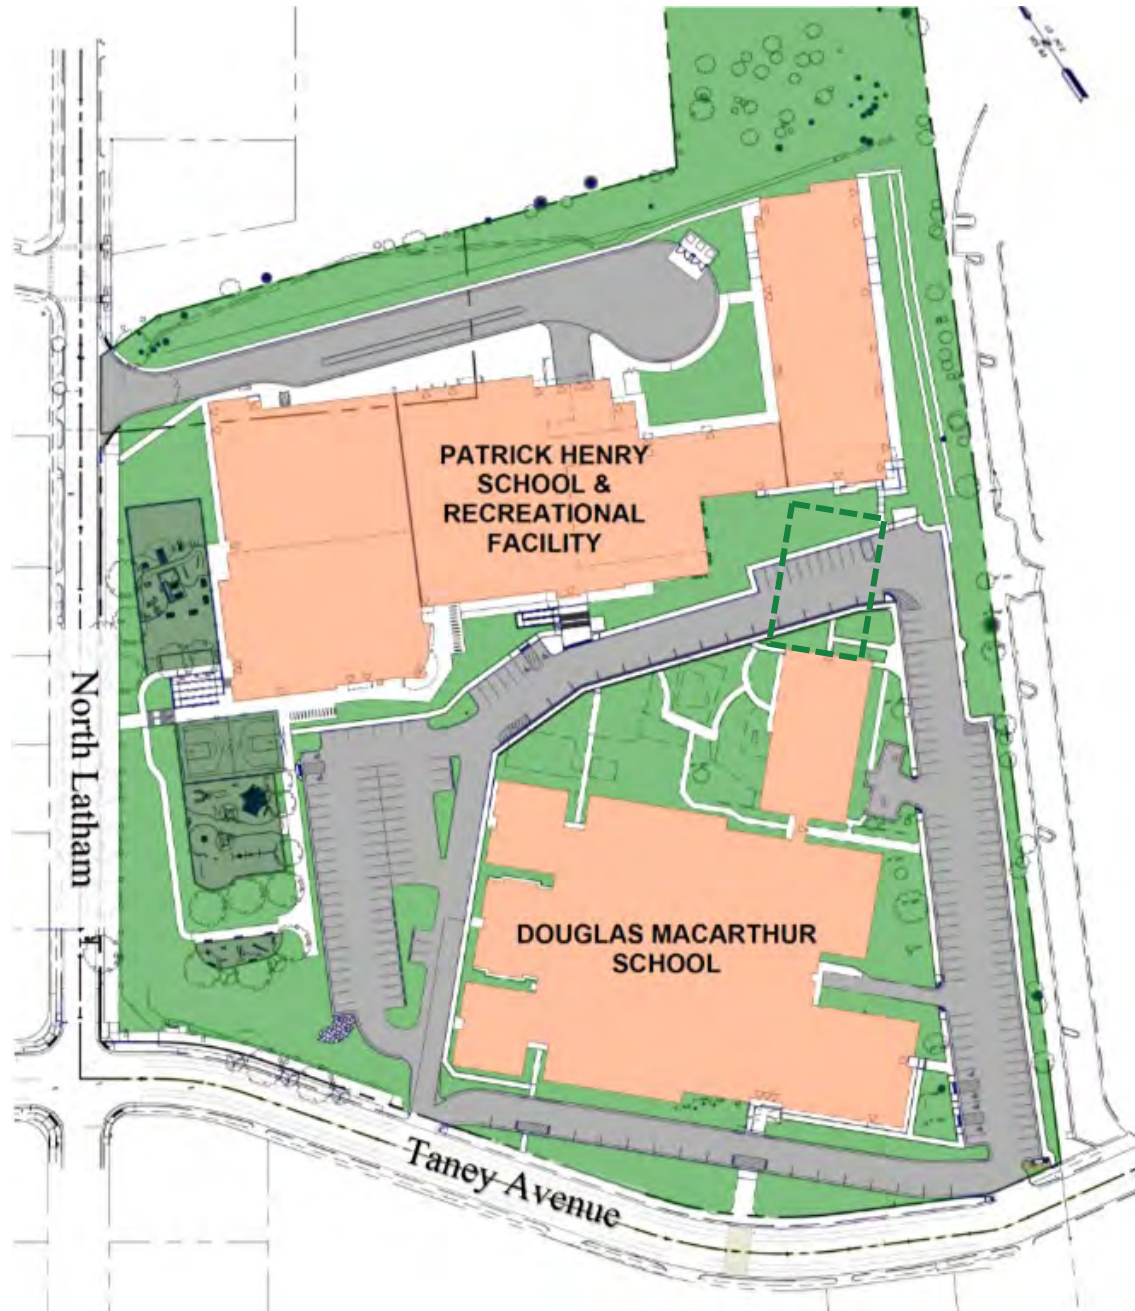 PATRICK HENRY
SCHOOL &
RECREATIONAL
FACILITY
North Latham
DOUGLAS MACARTHUR
SCHOOL
Taney Avenue